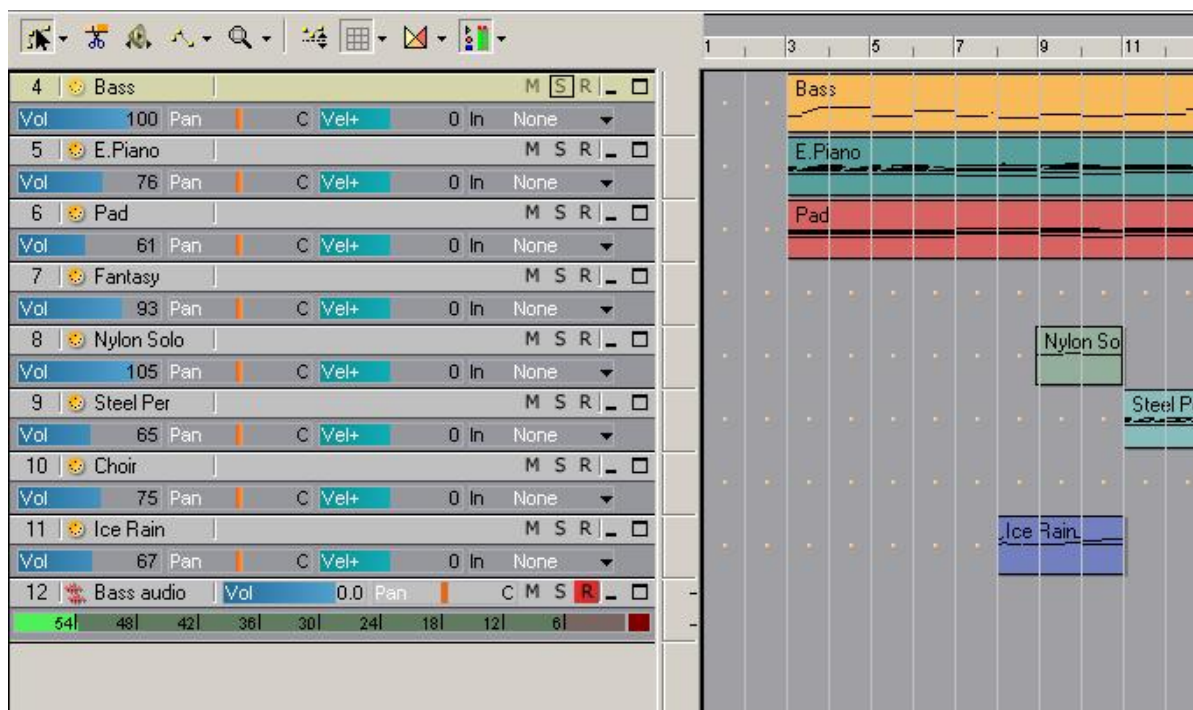 1 3 5 7 9 11
4 Bass M S R
Vol 100 Pan C Vel+ 0 In None
5 E.Piano M S R
Vol 76 Pan C Vel+ 0 In None
6 Pad M S R
Vol 61 Pan C Vel+ 0 In None
7 Fantasy M S R
Vol 93 Pan C Vel+ 0 In None
8 Nylon Solo M S R
Vol 105 Pan C Vel+ 0 In None
9 Steel Per M S R
Vol 65 Pan C Vel+ 0 In None
10 Choir M S R
Vol 75 Pan C Vel+ 0 In None
11 Ice Rain M S R
Vol 67 Pan C Vel+ 0 In None
12 Bass audio Vol 0.0 Pan C M S R
54 48 42 36 30 24 18 12 6
Bass
E.Piano
Pad
Nylon So
Steel P
Ice Rain